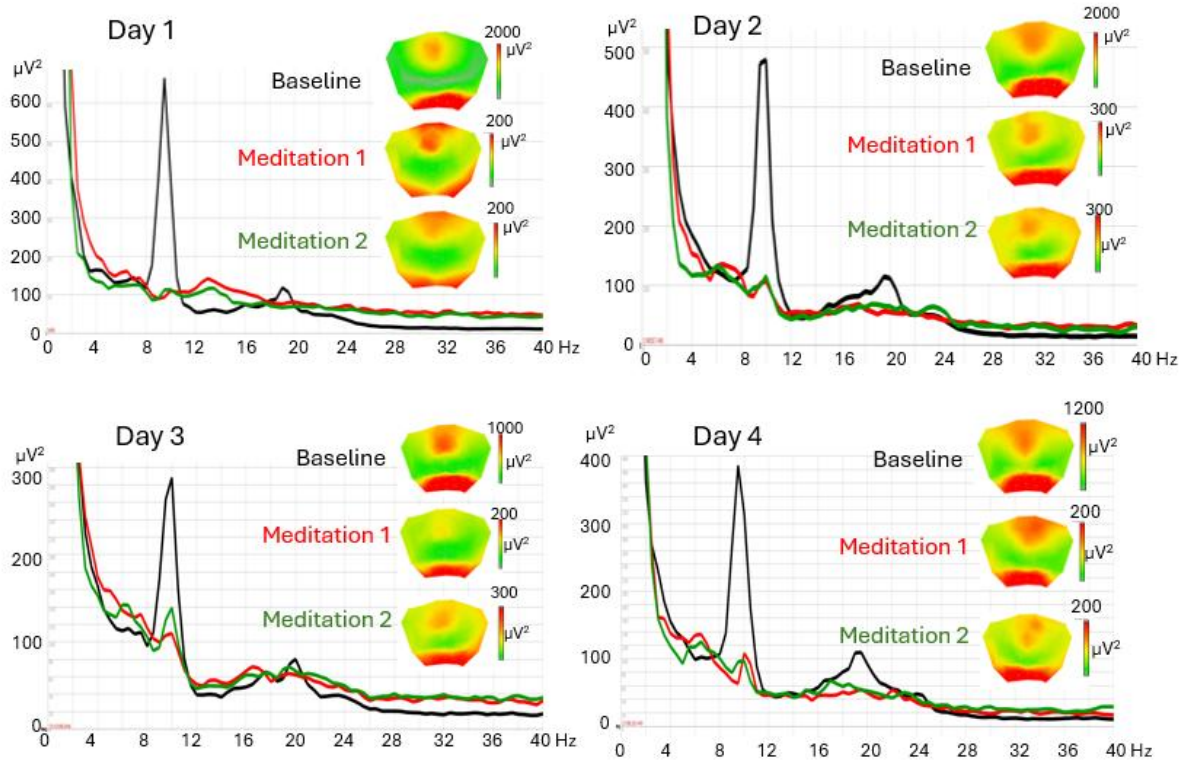 Day 1
μV²
600
500
400
300
200
100
0
0 4 8 12 16 20 24 28 32 36 40 Hz
Baseline
2000
μV²
Meditation 1
200
μV²
Meditation 2
200
μV²
Day 2
μV²
500
400
300
200
100
0
0 4 8 12 16 20 24 28 32 36 40 Hz
Baseline
2000
μV²
Meditation 1
300
μV²
Meditation 2
300
μV²
Day 3
μV²
300
200
100
0
0 4 8 12 16 20 24 28 32 36 40 Hz
Baseline
1000
μV²
Meditation 1
200
μV²
Meditation 2
300
μV²
Day 4
μV²
400
300
200
100
0
0 4 8 12 16 20 24 28 32 36 40 Hz
Baseline
1200
μV²
Meditation 1
200
μV²
Meditation 2
200
μV²